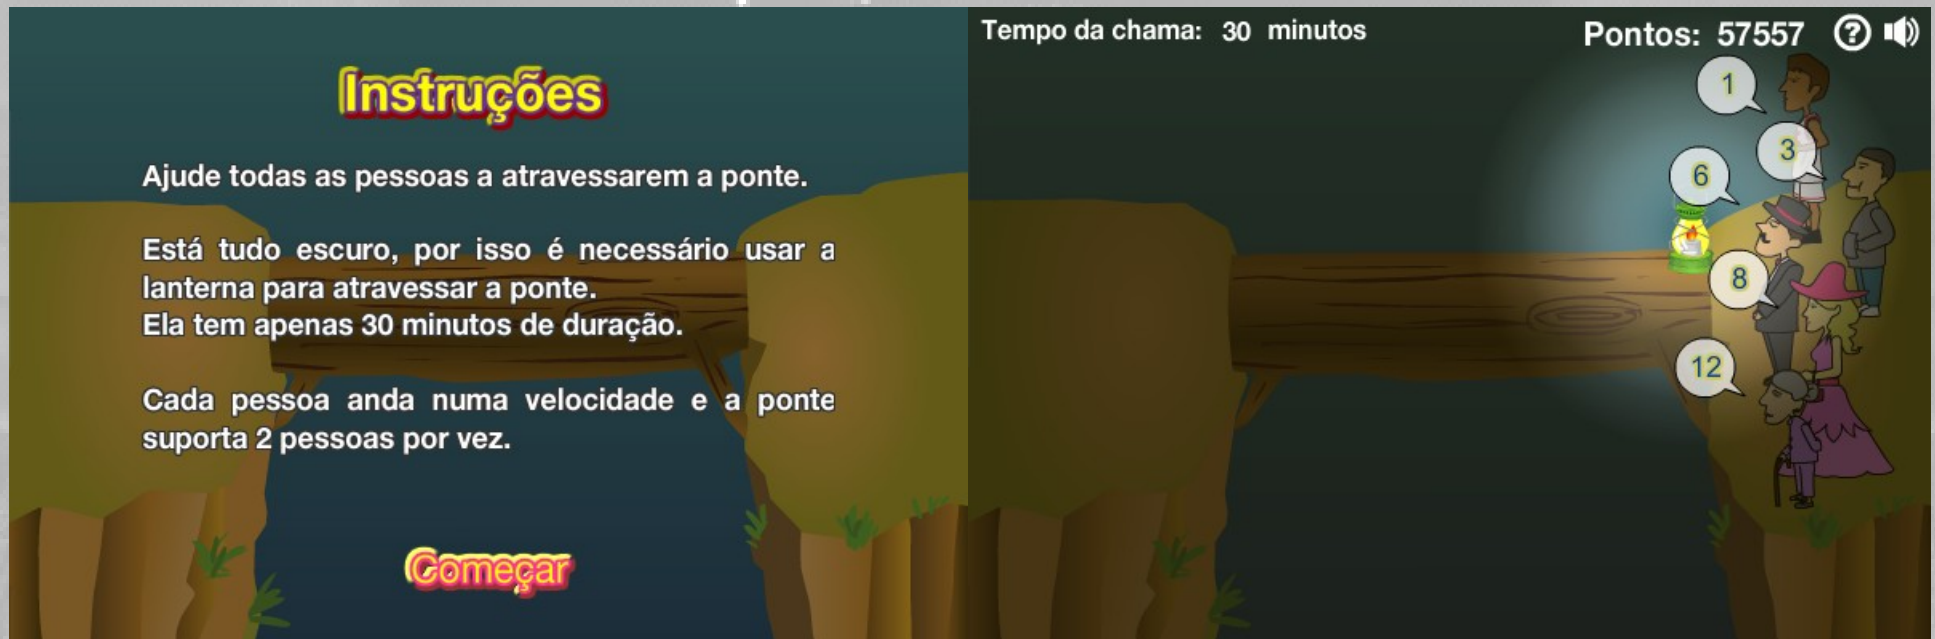 Instruções
Ajude todas as pessoas a atravessarem a ponte.
Está tudo escuro, por isso é necessário usar a
lanterna para atravessar a ponte.
Ela tem apenas 30 minutos de duração.
Cada pessoa anda numa velocidade e a ponte
suporta 2 pessoas por vez.
Começar
Tempo da chama: 30 minutos
Pontos: 57557
?
1
3
6
8
12